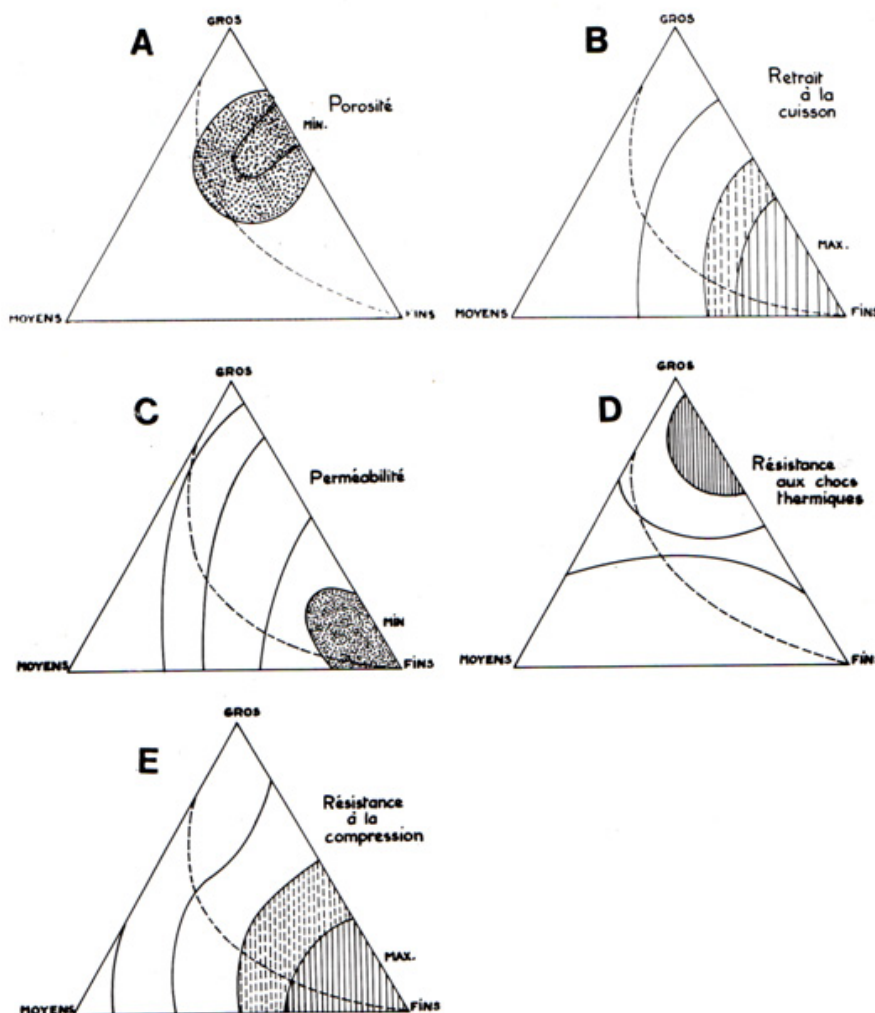 A
GROS
Porosité
MIN.
MOYENS
FINS
B
GROS
Retrait
à la
cuisson
MAX.
MOYENS
FINS
C
GROS
Perméabilité
MIN
MOYENS
FINS
D
GROS
Résistance
aux chocs
thermiques
MOYENS
FINS
E
GROS
Résistance
à la
compression
MAX.
MOYENS
FINS